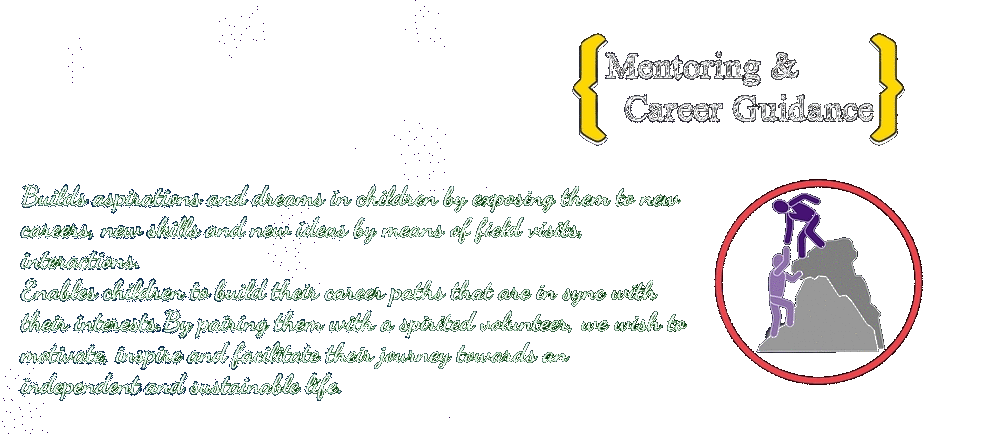 Mentoring &
Career Guidance
Builds aspirations and dreams in children by exposing them to new
careers, new skills and new ideas by means of field visits,
interactions.
Enables children to build their career paths that are in sync with
their interests.By pairing them with a spirited volunteer, we wish to
motivate, inspire and facilitate their journey towards an
independent and sustainable life.